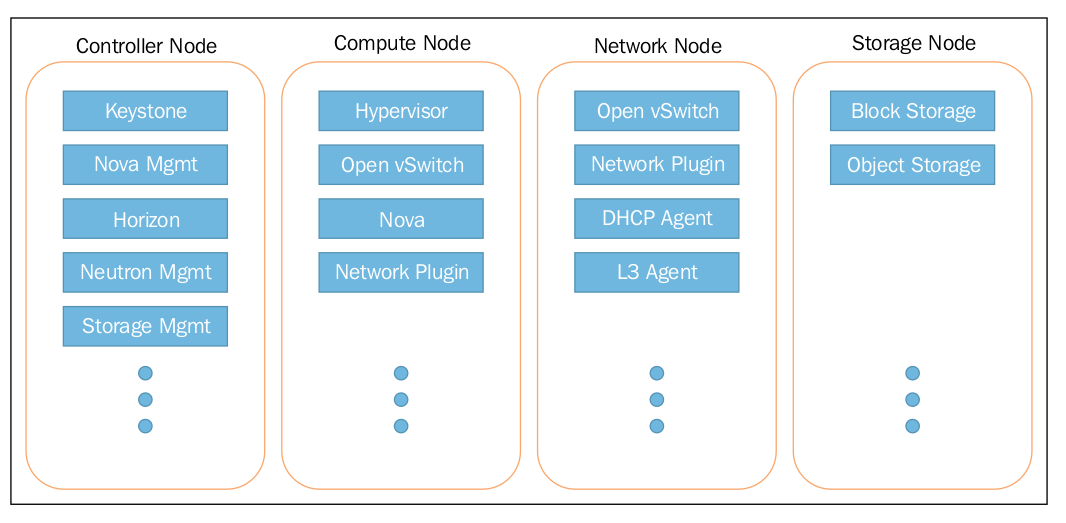 Controller Node
Keystone
Nova Mgmt
Horizon
Neutron Mgmt
Storage Mgmt
Compute Node
Hypervisor
Open vSwitch
Nova
Network Plugin
Network Node
Open vSwitch
Network Plugin
DHCP Agent
L3 Agent
Storage Node
Block Storage
Object Storage